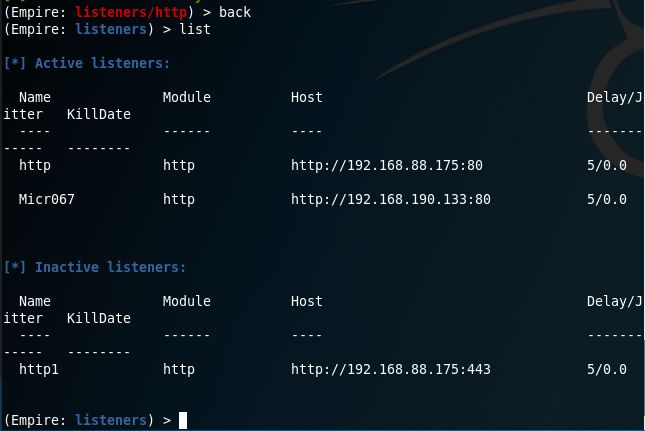 (Empire: listeners/http) > back
(Empire: listeners) > list
[*] Active listeners:
Name Module Host Delay/J
itter KillDate
---- ------ ---- -------
----- --------
http http http://192.168.88.175:80 5/0.0
Micr067 http http://192.168.190.133:80 5/0.0
[*] Inactive listeners:
Name Module Host Delay/J
itter KillDate
---- ------ ---- -------
----- --------
http1 http http://192.168.88.175:443 5/0.0
(Empire: listeners) >